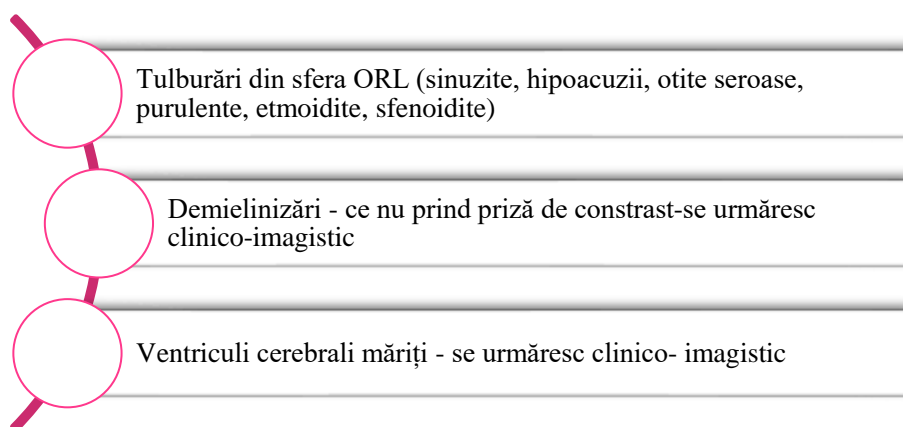 Tulburări din sfera ORL (sinuzite, hipoacuzii, otite seroase,
purulente, etmoidite, sfenoidite)
Demielinizări - ce nu prind priză de constrast-se urmăresc
clinico-imagistic
Ventriculi cerebrali măriți - se urmăresc clinico- imagistic